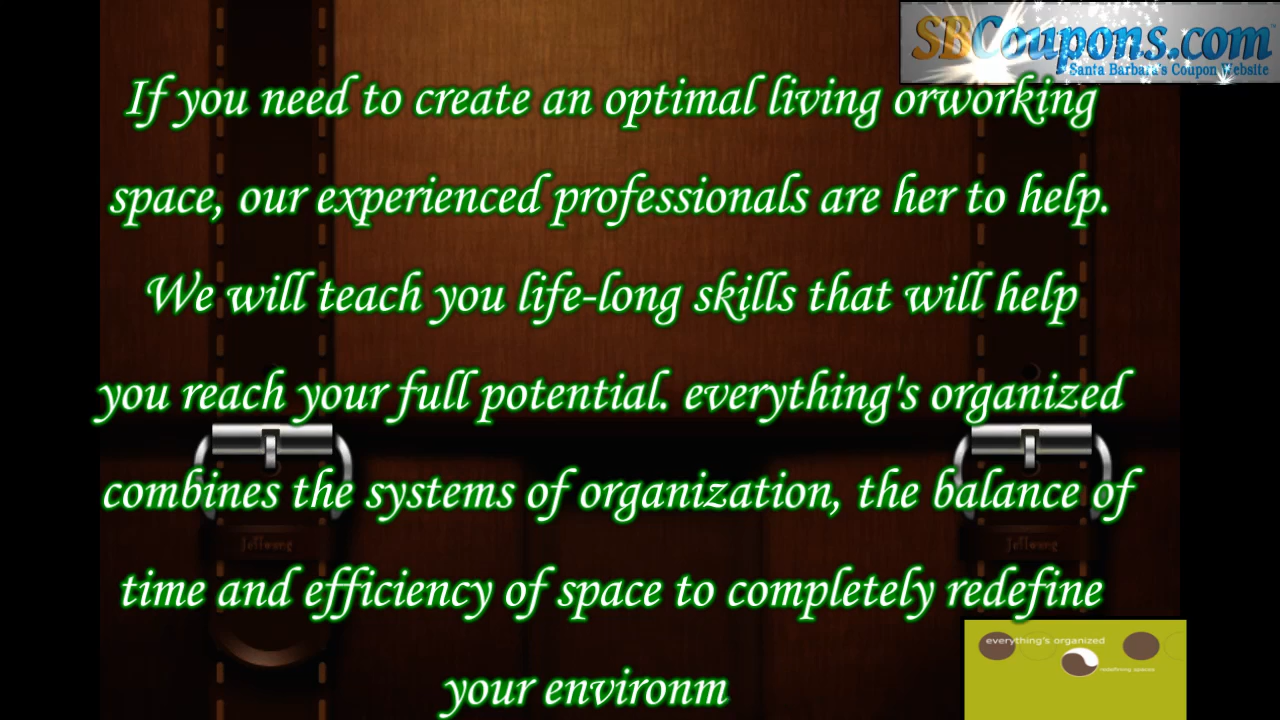 SBCoupons.com
Santa Barbara's Coupon Website
If you need to create an optimal living orworking
space, our experienced professionals are her to help.
We will teach you life-long skills that will help
you reach your full potential. everything's organized
combines the systems of organization, the balance of
time and efficiency of space to completely redefine
your environm
everything's organized
redefining spaces